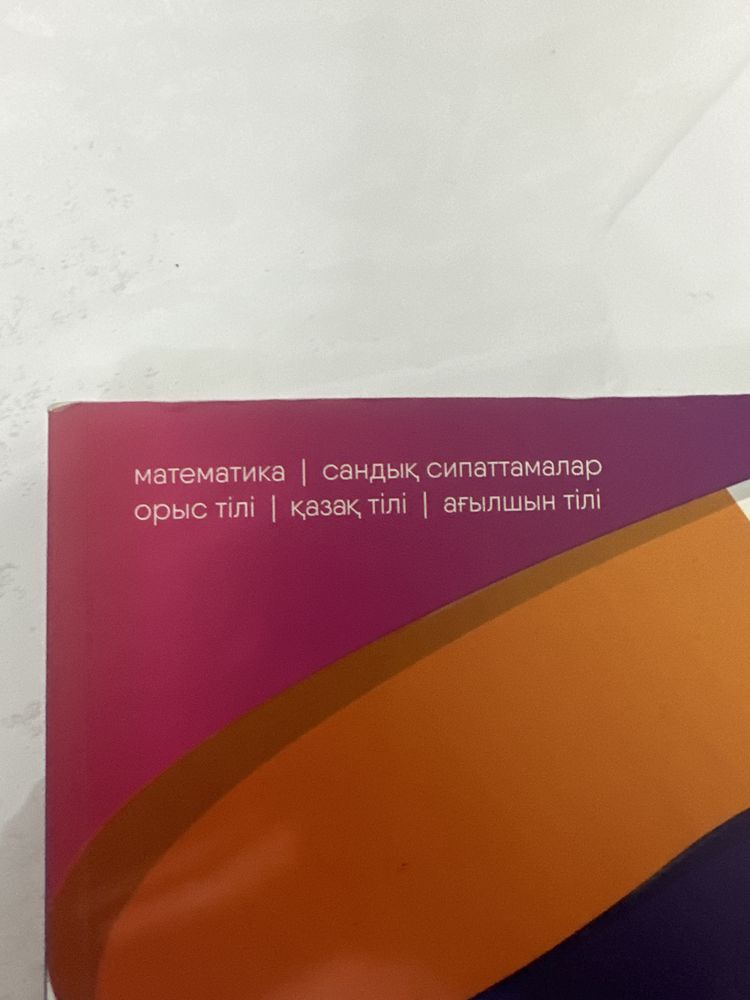 математика | сандық сипаттамалар
орыс тілі | қазақ тілі | ағылшын тілі